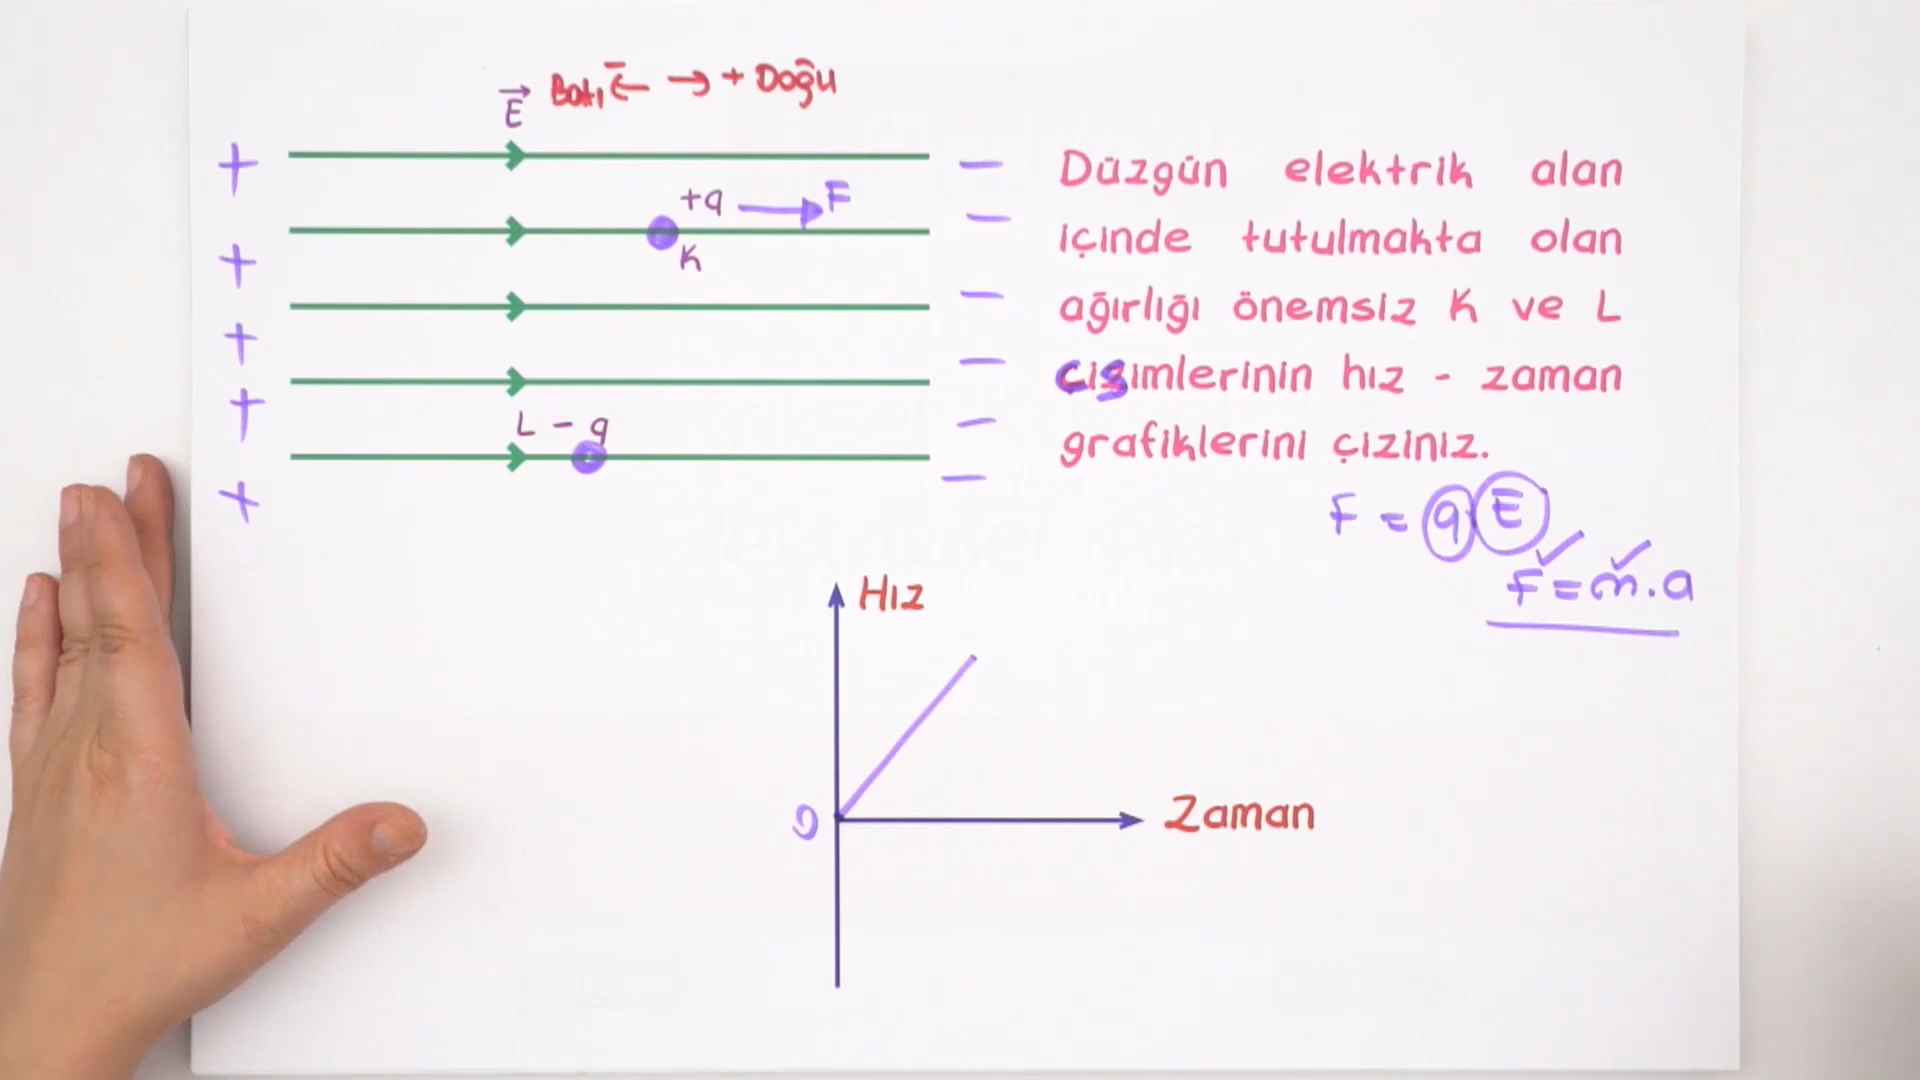 E Batı - ← → + Doğu
+ -
+q → F
-
K
+ -
+ -
+ -
L - q
+ -
Düzgün elektrik alan
içinde tutulmakta olan
ağırlığı önemsiz K ve L
cisimlerinin hız - zaman
grafiklerini çiziniz.
F = q E
F = m . a
Hız
0
Zaman